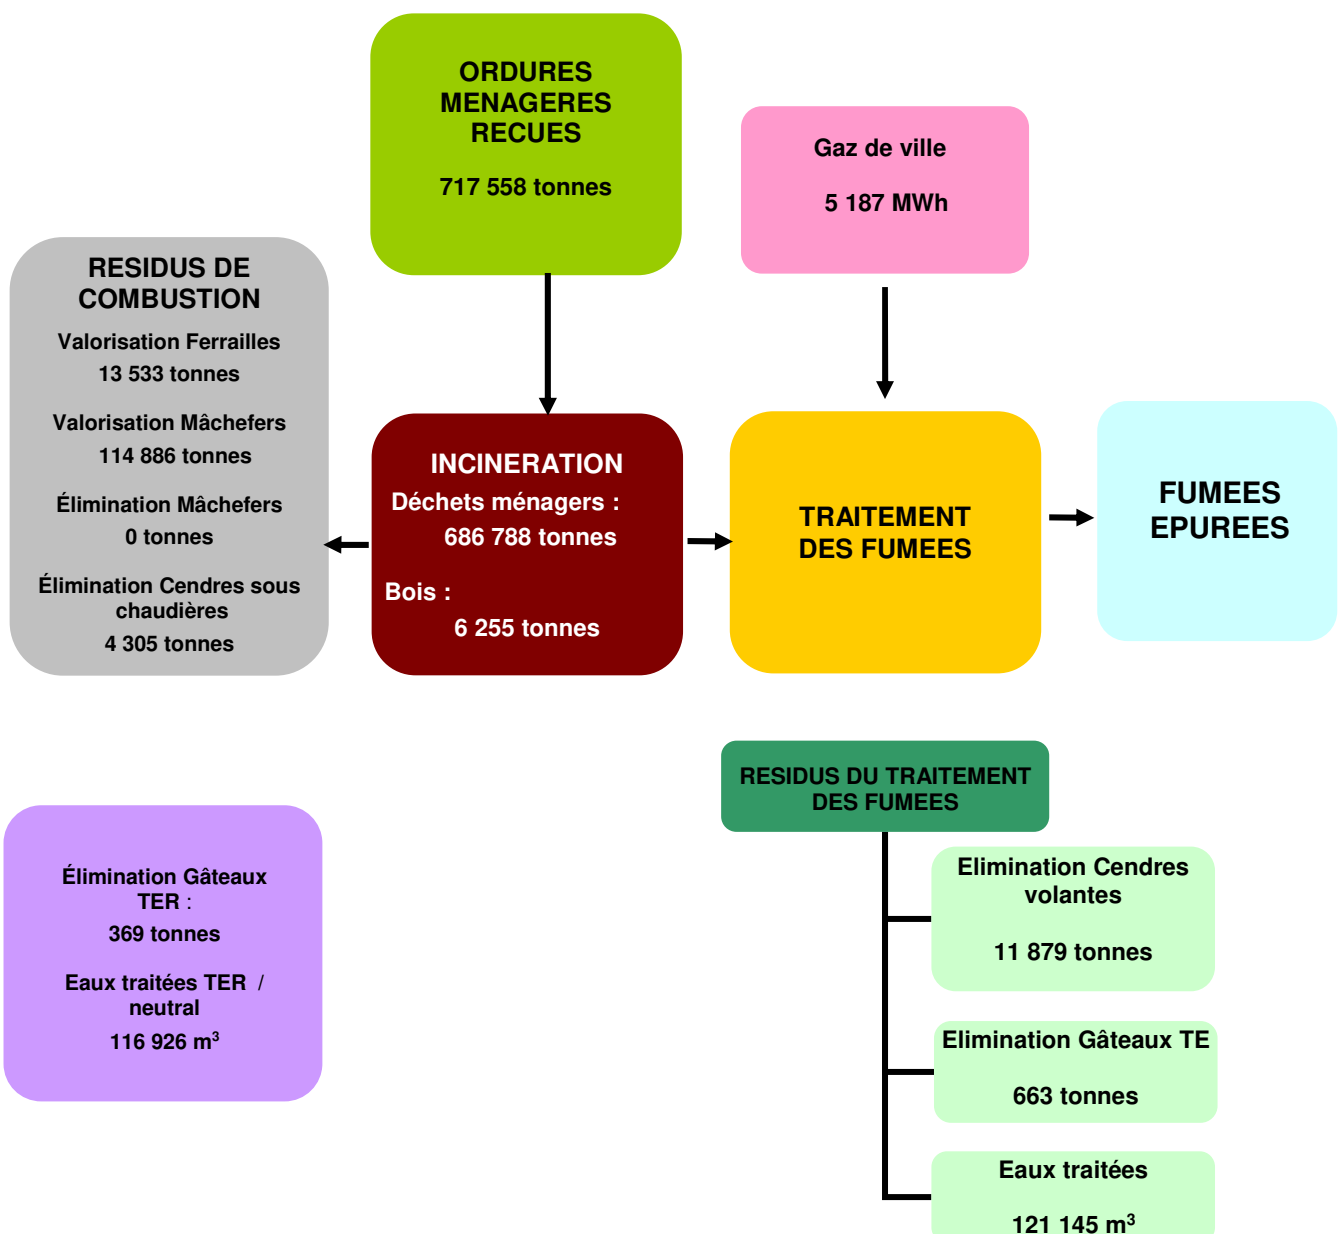 ORDURES
MENAGERES
RECUES
717 558 tonnes
Gaz de ville
5 187 MWh
RESIDUS DE
COMBUSTION
Valorisation Ferrailles
13 533 tonnes
Valorisation Mâchefers
114 886 tonnes
Élimination Mâchefers
0 tonnes
Élimination Cendres sous
chaudières
4 305 tonnes
INCINERATION
Déchets ménagers :
686 788 tonnes
Bois :
6 255 tonnes
TRAITEMENT
DES FUMEES
FUMEES
EPUREES
RESIDUS DU TRAITEMENT
DES FUMEES
Élimination Gâteaux
TER :
369 tonnes
Eaux traitées TER /
neutral
116 926 m³
Elimination Cendres
volantes
11 879 tonnes
Elimination Gâteaux TE
663 tonnes
Eaux traitées
121 145 m³